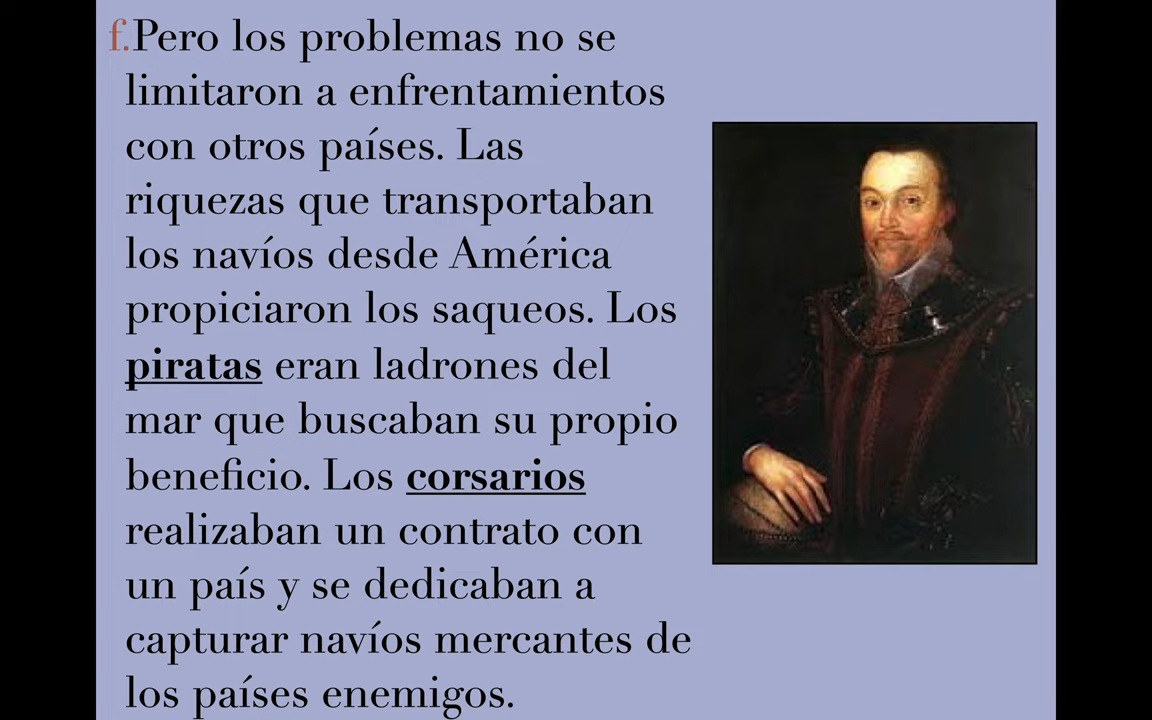 f.Pero los problemas no se
limitaron a enfrentamientos
con otros países. Las
riquezas que transportaban
los navíos desde América
propiciaron los saqueos. Los
piratas eran ladrones del
mar que buscaban su propio
beneficio. Los corsarios
realizaban un contrato con
un país y se dedicaban a
capturar navíos mercantes de
los países enemigos.